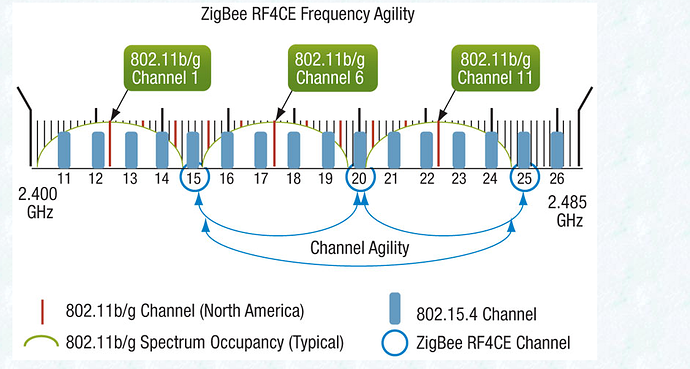 ZigBee RF4CE Frequency Agility
802.11b/g
Channel 1
802.11b/g
Channel 6
802.11b/g
Channel 11
11 12 13 14 15 16 17 18 19 20 21 22 23 24 25 26
2.400
GHz
2.485
GHz
Channel Agility
802.11b/g Channel (North America)
802.15.4 Channel
802.11b/g Spectrum Occupancy (Typical)
ZigBee RF4CE Channel